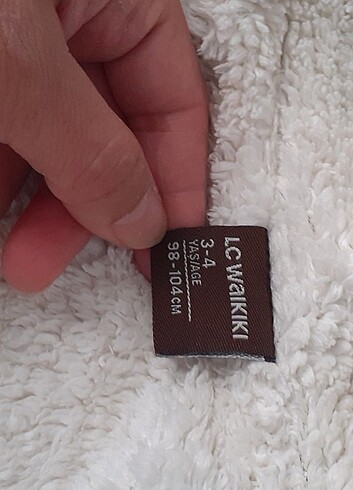 LC WAIKIKI
3-4
YAŞ/AGE
98-104CM